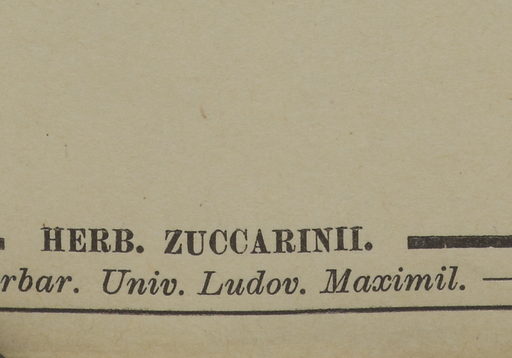 HERB. ZUCCARINII.
rbar. Univ. Ludov. Maximil.